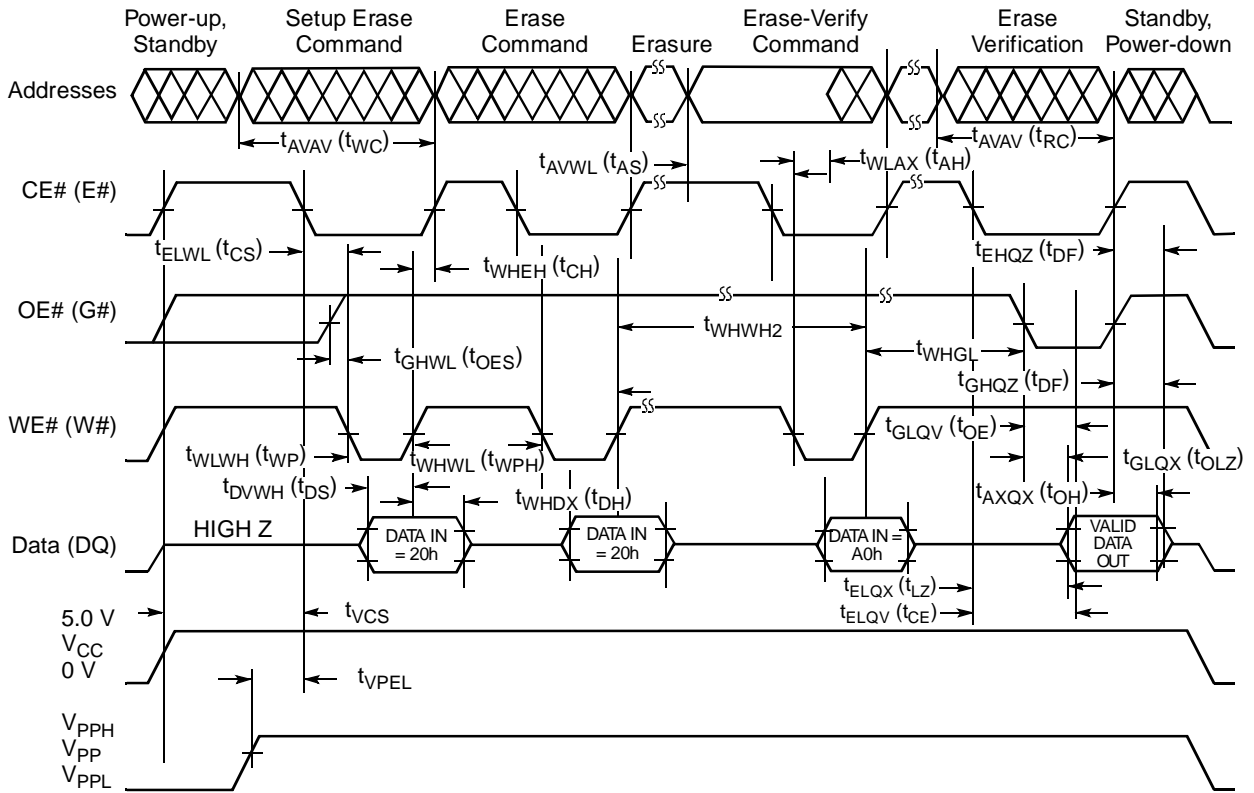 Power-up, Standby
Setup Erase Command
Erase Command
Erasure
Erase-Verify Command
Erase Verification
Standby, Power-down
Addresses
tAVAV (tWC)
tAVWL (tAS)
tWLAX (tAH)
tAVAV (tRC)
CE# (E#)
tELWL (tCS)
tWHEH (tCH)
tEHQZ (tDF)
OE# (G#)
tWHWH2
tWHGL
tGHWL (tOES)
tGHQZ (tDF)
WE# (W#)
tGLQV (tOE)
tWLWH (tWP)
tWHWL (tWPH)
tGLQX (tOLZ)
tDVWH (tDS)
tWHDX (tDH)
tAXQX (tOH)
Data (DQ)
HIGH Z
DATA IN = 20h
DATA IN = 20h
DATA IN = A0h
VALID DATA OUT
tELQX (tLZ)
tELQV (tCE)
5.0 V
VCC
0 V
tVCS
tVPEL
VPPH
VPP
VPPL